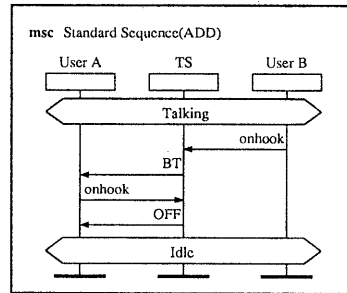 msc Standard Sequence(ADD)
User A TS User B
Talking
onhook
BT
onhook
OFF
Idle